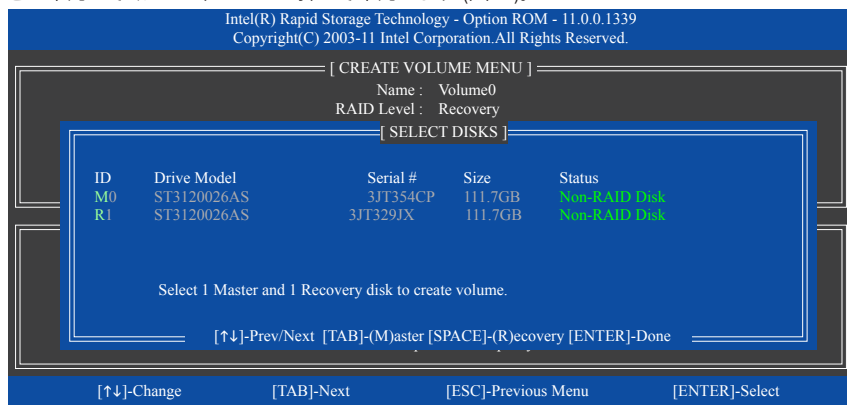 Intel(R) Rapid Storage Technology - Option ROM - 11.0.0.1339
Copyright(C) 2003-11 Intel Corporation.All Rights Reserved.
[ CREATE VOLUME MENU ]
Name : Volume0
RAID Level : Recovery
[ SELECT DISKS ]
ID Drive Model Serial # Size Status
M0 ST3120026AS 3JT354CP 111.7GB Non-RAID Disk
R1 ST3120026AS 3JT329JX 111.7GB Non-RAID Disk
Select 1 Master and 1 Recovery disk to create volume.
[↑↓]-Prev/Next [TAB]-(M)aster [SPACE]-(R)ecovery [ENTER]-Done
[↑↓]-Change [TAB]-Next [ESC]-Previous Menu [ENTER]-Select